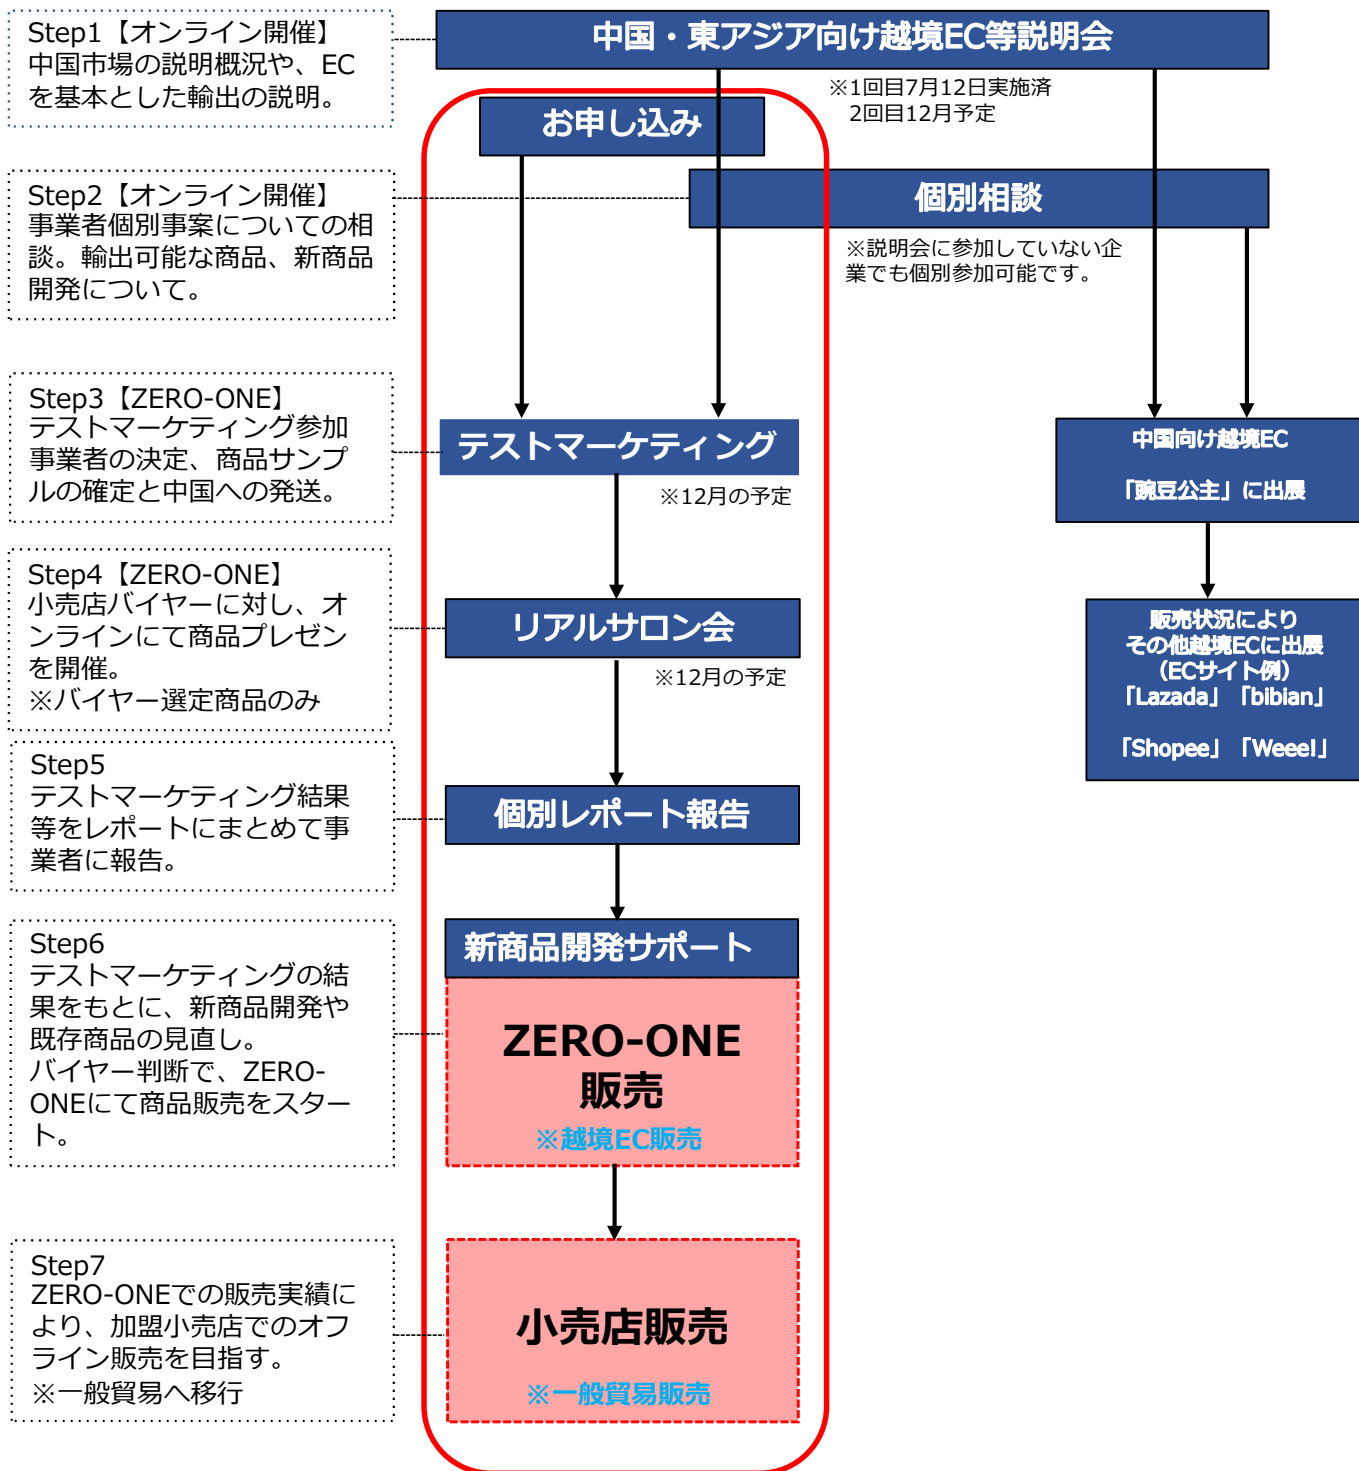 Step1【オンライン開催】
中国市場の説明概況や、EC
を基本とした輸出の説明。
中国・東アジア向け越境EC等説明会
※1回目7月12日実施済
2回目12月予定
お申し込み
Step2【オンライン開催】
事業者個別事案についての相
談。輸出可能な商品、新商品
開発について。
個別相談
※説明会に参加していない企
業でも個別参加可能です。
Step3【ZERO-ONE】
テストマーケティング参加
事業者の決定、商品サンプ
ルの確定と中国への発送。
テストマーケティング
※12月の予定
中国向け越境EC
「豌豆公主」に出展
Step4【ZERO-ONE】
小売店バイヤーに対し、オ
ンラインにて商品プレゼン
を開催。
※バイヤー選定商品のみ
リアルサロン会
※12月の予定
販売状況により
その他越境ECに出展
（ECサイト例）
「Lazada」「bibian」
「Shopee」「Weee!」
Step5
テストマーケティング結果
等をレポートにまとめて事
業者に報告。
個別レポート報告
Step6
テストマーケティングの結
果をもとに、新商品開発や
既存商品の見直し。
バイヤー判断で、ZERO-
ONEにて商品販売をスター
ト。
新商品開発サポート
ZERO-ONE
販売
※越境EC販売
Step7
ZERO-ONEでの販売実績に
より、加盟小売店でのオフ
ライン販売を目指す。
※一般貿易へ移行
小売店販売
※一般貿易販売